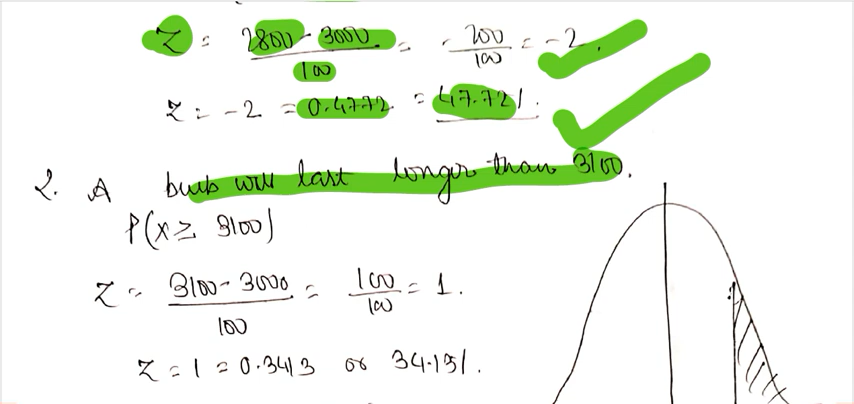 Z = 2800 - 3000 / 100 = - 200 / 100 = -2.
Z = -2 = 0.4772 = 47.72%.
2. A bulb will last longer than 3100.
P(x ≥ 3100)
Z = 3100 - 3000 / 100 = 100 / 100 = 1.
Z = 1 = 0.3413 or 34.13%.